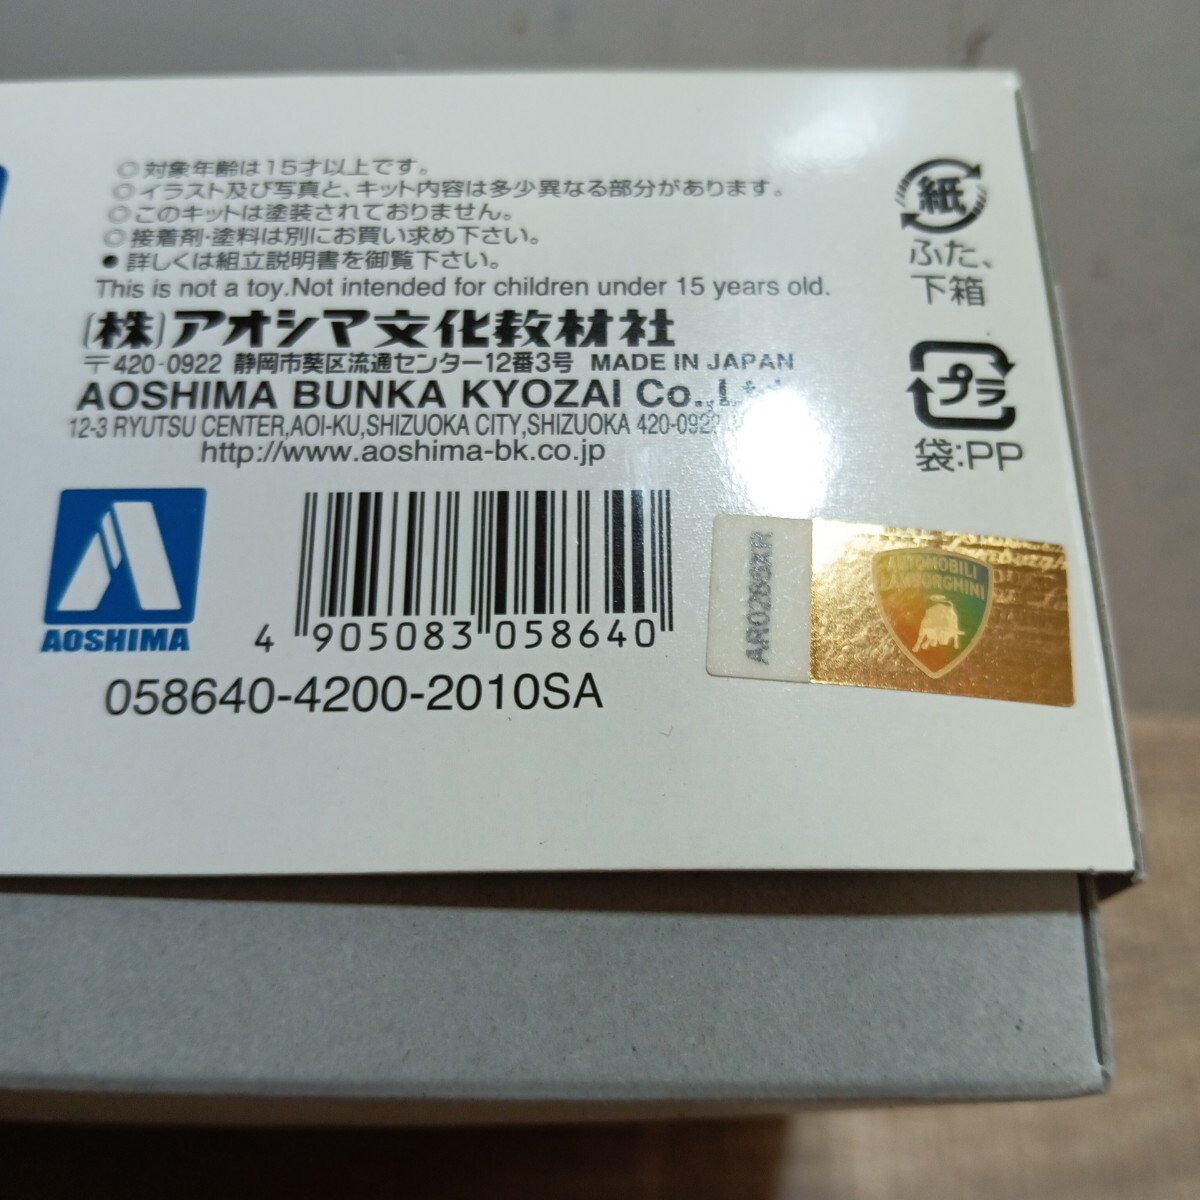 ◎対象年齢は15才以上です。
◎イラスト及び写真と、キット内容は多少異なる部分があります。
◎このキットは塗装されておりません。
◎接着剤・塗料は別にお買い求め下さい。
●詳しくは組立説明書を御覧下さい。
This is not a toy.Not intended for children under 15 years old.
(株)アオシマ文化教材社
〒420-0922 静岡市葵区流通センター12番3号 MADE IN JAPAN
AOSHIMA BUNKA KYOZAI Co.,Ltd.
12-3 RYUTSU CENTER,AOI-KU,SHIZUOKA CITY,SHIZUOKA 420-0922
http://www.aoshima-bk.co.jp
紙
ふた、
下箱
プラ
袋:PP
AOSHIMA
4 905083 058640
058640-4200-2010SA
AUTOMOBILI
LAMBORGHINI